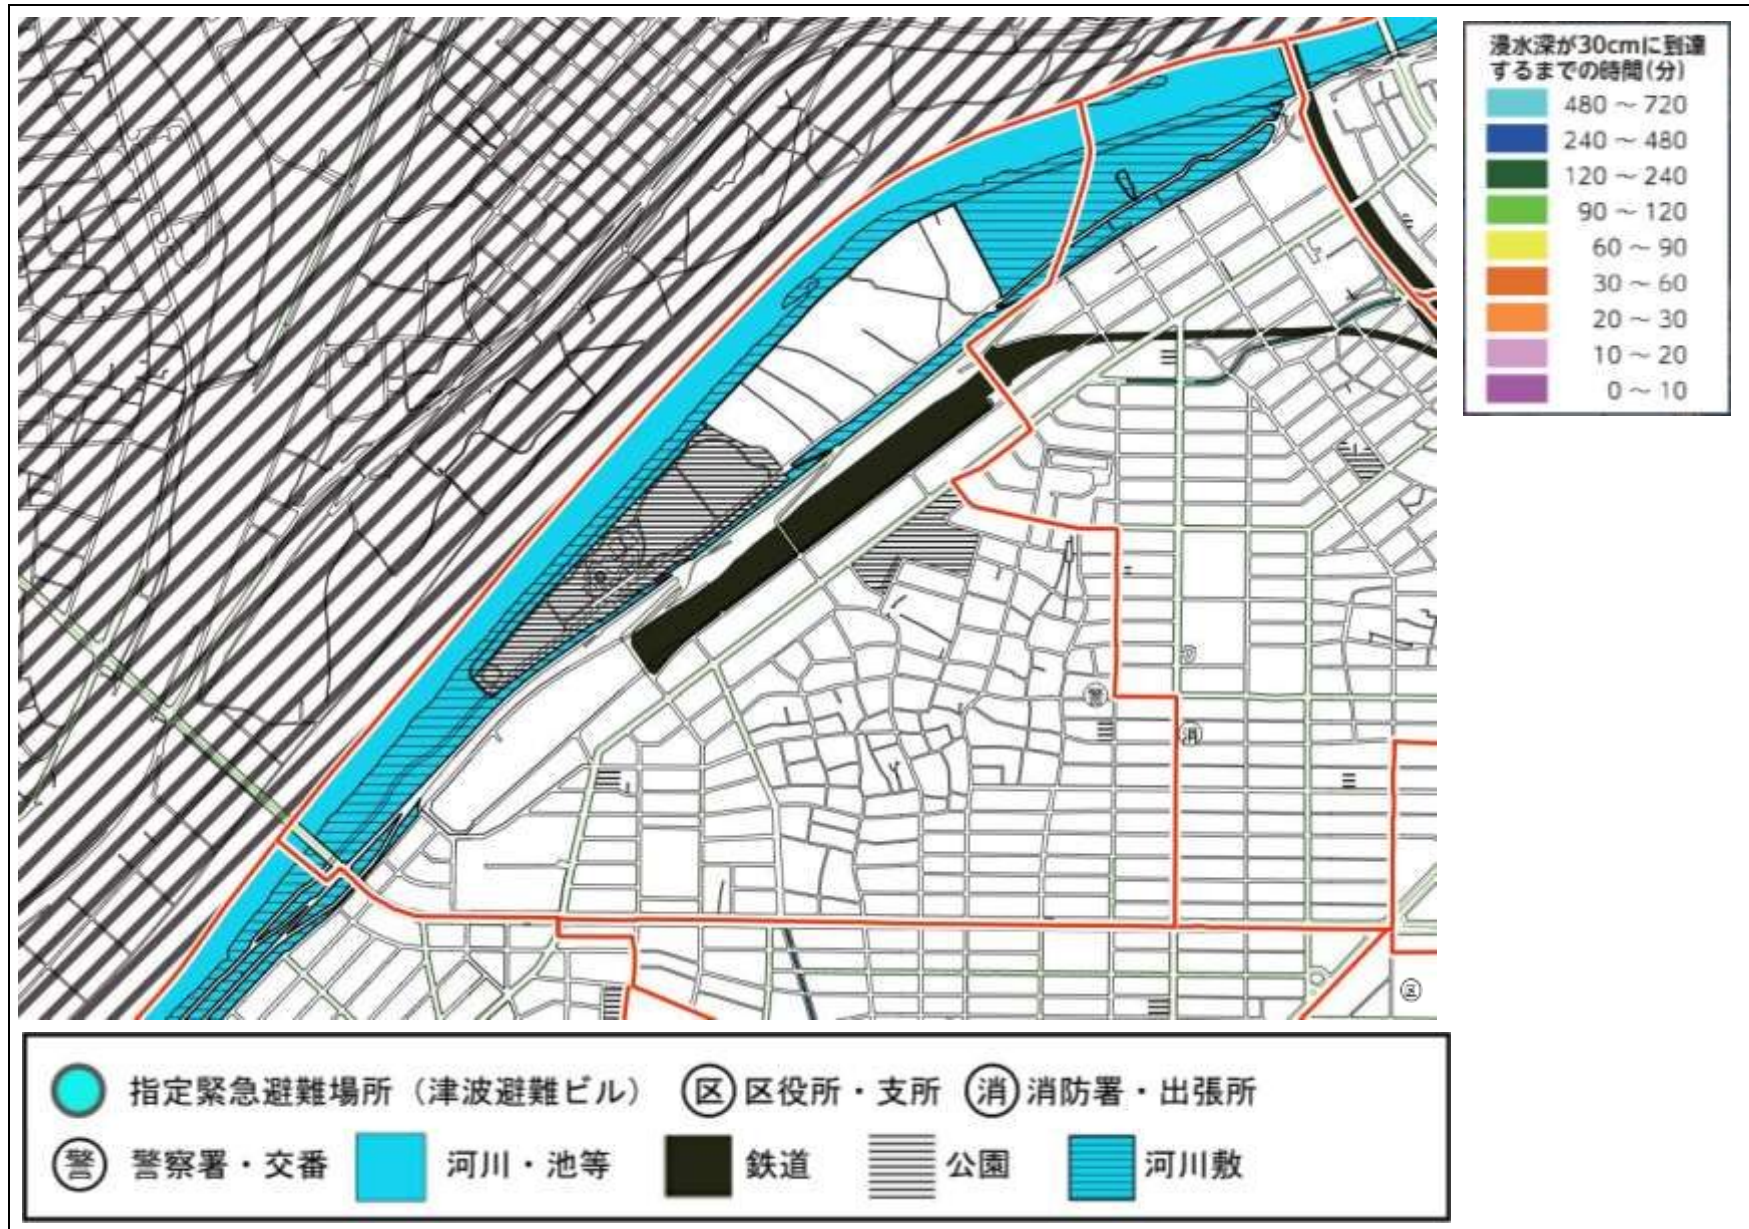 浸水深が30cmに到達
するまでの時間(分)
480 ~ 720
240 ~ 480
120 ~ 240
90 ~ 120
60 ~ 90
30 ~ 60
20 ~ 30
10 ~ 20
0 ~ 10
警
消
区
指定緊急避難場所（津波避難ビル）
区 区役所・支所
消 消防署・出張所
警 警察署・交番
河川・池等
鉄道
公園
河川敷